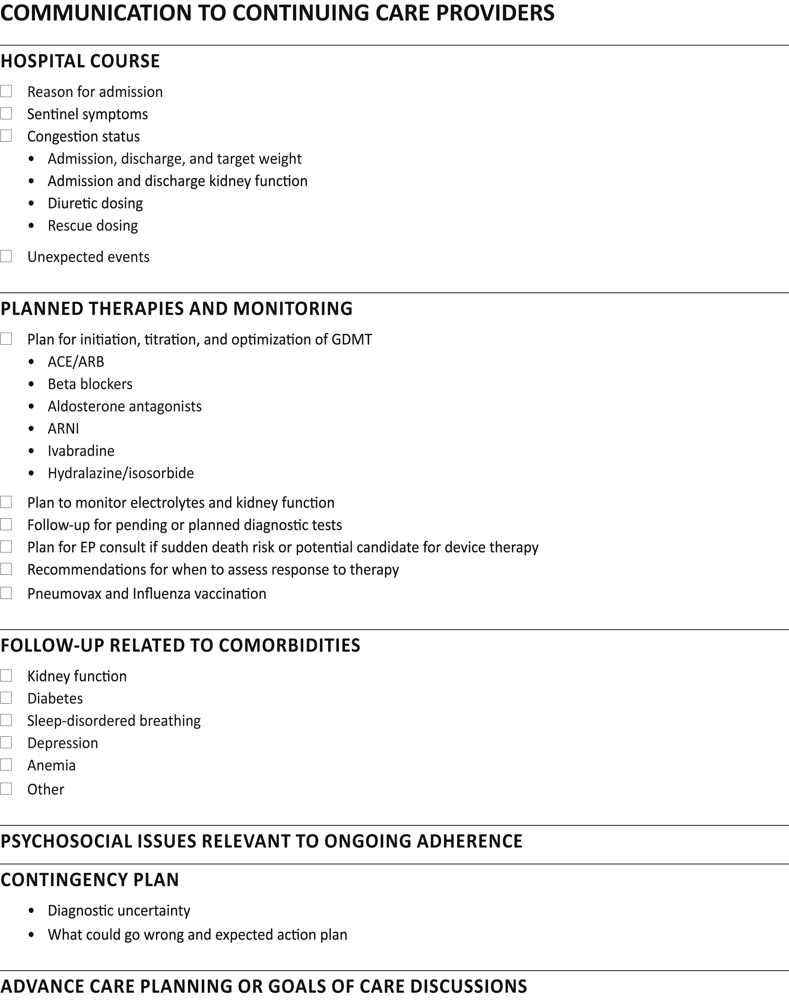 COMMUNICATION TO CONTINUING CARE PROVIDERS
HOSPITAL COURSE
Reason for admission
Sentinel symptoms
Congestion status
• Admission, discharge, and target weight
• Admission and discharge kidney function
• Diuretic dosing
• Rescue dosing
Unexpected events
PLANNED THERAPIES AND MONITORING
Plan for initiation, titration, and optimization of GDMT
• ACE/ARB
• Beta blockers
• Aldosterone antagonists
• ARNI
• Ivabradine
• Hydralazine/isosorbide
Plan to monitor electrolytes and kidney function
Follow-up for pending or planned diagnostic tests
Plan for EP consult if sudden death risk or potential candidate for device therapy
Recommendations for when to assess response to therapy
Pneumovax and Influenza vaccination
FOLLOW-UP RELATED TO COMORBIDITIES
Kidney function
Diabetes
Sleep-disordered breathing
Depression
Anemia
Other
PSYCHOSOCIAL ISSUES RELEVANT TO ONGOING ADHERENCE
CONTINGENCY PLAN
• Diagnostic uncertainty
• What could go wrong and expected action plan
ADVANCE CARE PLANNING OR GOALS OF CARE DISCUSSIONS